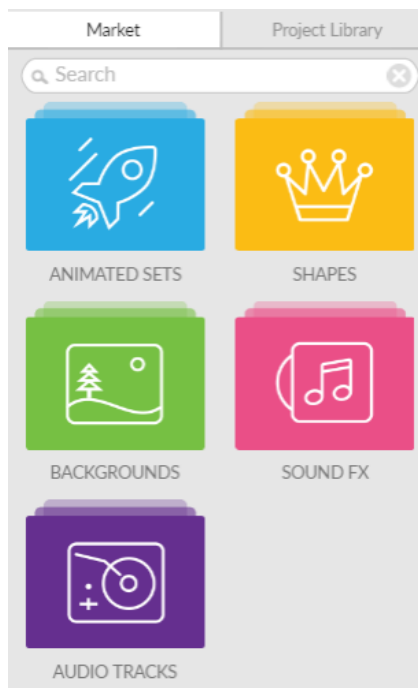 Market
Project Library
Search
ANIMATED SETS
SHAPES
BACKGROUNDS
SOUND FX
AUDIO TRACKS